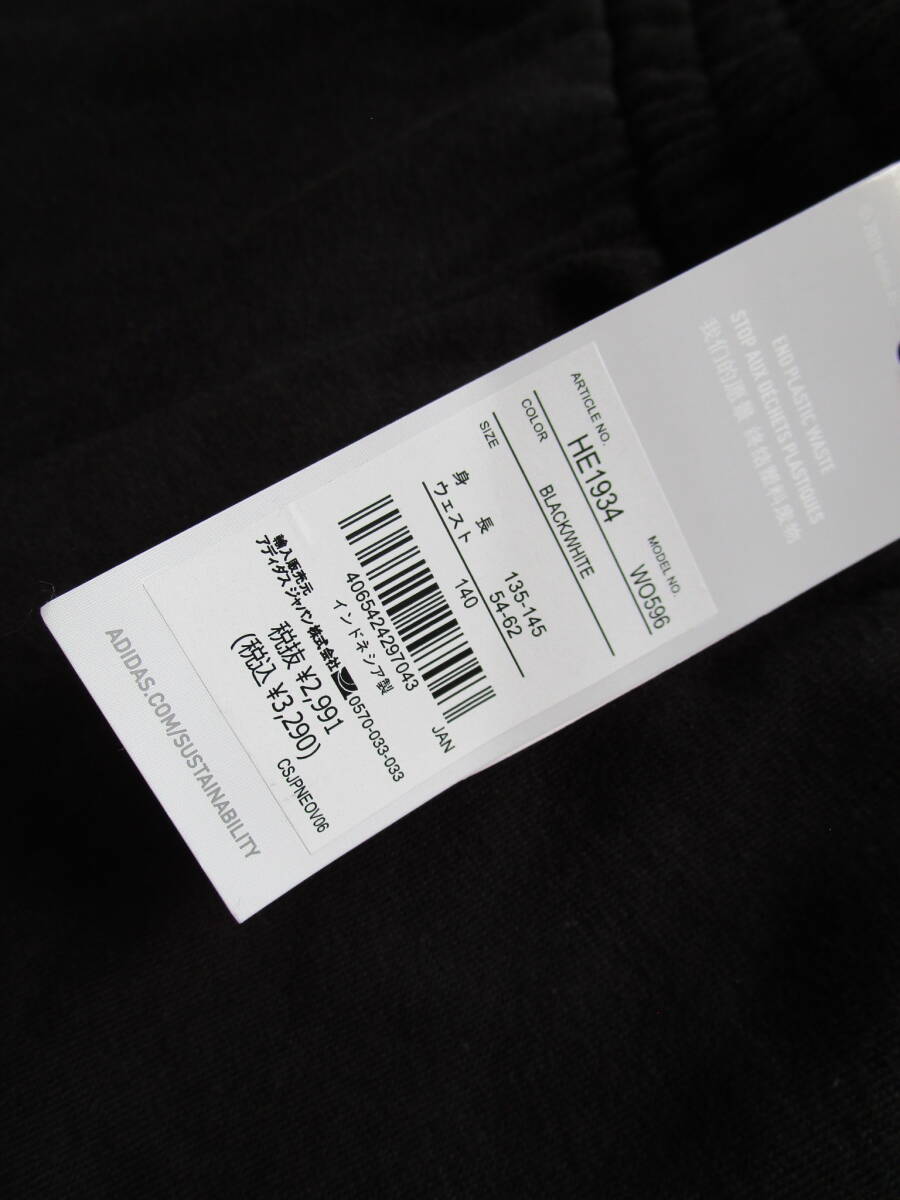 END PLASTIC WASTE
STOP AUX DÉCHETS PLASTIQUES
ARTICLE NO. MODEL NO.
HE1934 WO596
COLOR BLACK/WHITE
SIZE
身長 135-145
ウェスト 54-62
140
JAN
4065424297043
インドネシア製
輸入販売元
アディダス ジャパン株式会社 0570-033-033
税抜 ¥2,991
(税込 ¥3,290)
CSJPNEOV06
ADIDAS.COM/SUSTAINABILITY